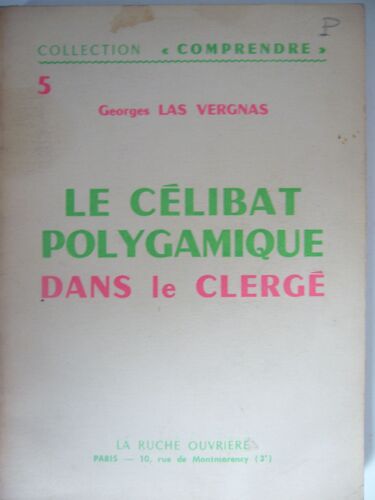 P
COLLECTION « COMPRENDRE »
5
Georges LAS VERGNAS
LE CÉLIBAT
POLYGAMIQUE
DANS le CLERGÉ
LA RUCHE OUVRIÈRE
PARIS — 10, rue de Montmorency (3ᵉ)